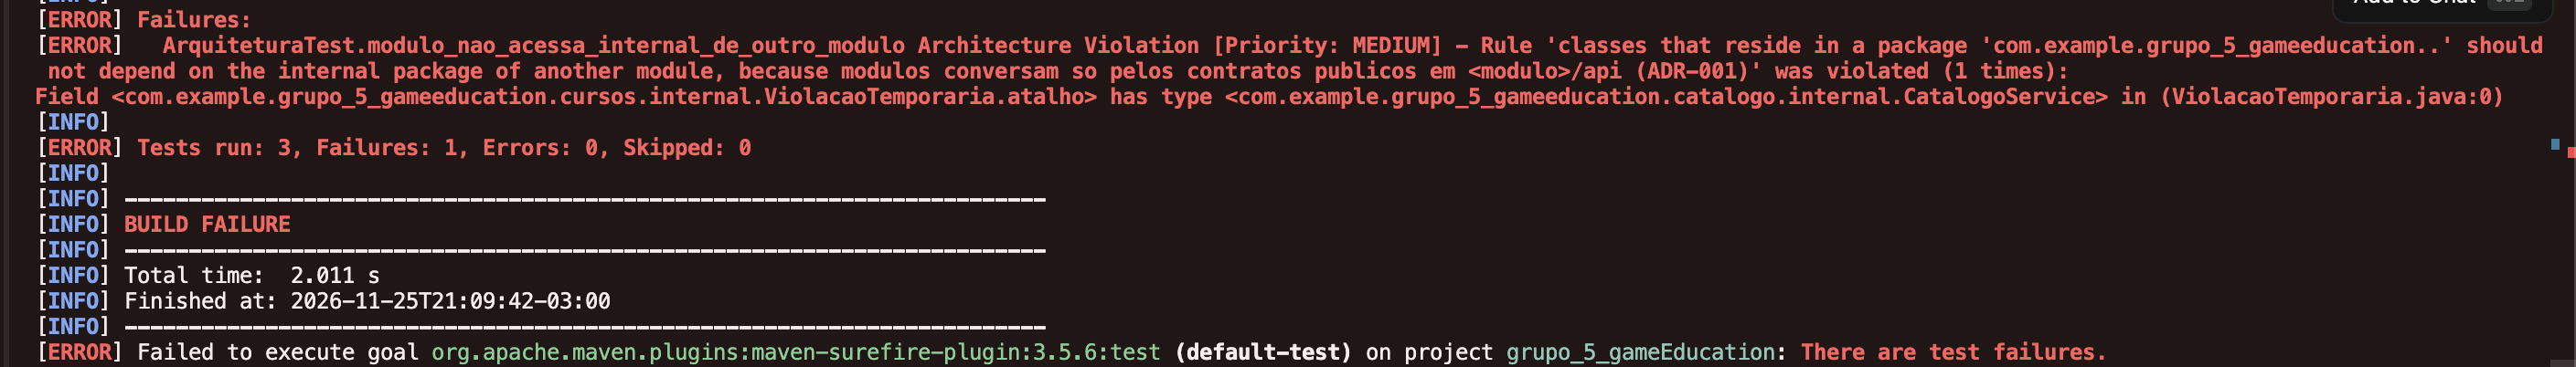 [ERROR] Failures:
[ERROR]   ArquiteturaTest.modulo_nao_acessa_internal_de_outro_modulo Architecture Violation [Priority: MEDIUM] - Rule 'classes that reside in a package 'com.example.grupo_5_gameeducation..' should
not depend on the internal package of another module, because modulos conversam so pelos contratos publicos em <modulo>/api (ADR-001)' was violated (1 times):
Field <com.example.grupo_5_gameeducation.cursos.internal.ViolacaoTemporaria.atalho> has type <com.example.grupo_5_gameeducation.catalogo.internal.CatalogoService> in (ViolacaoTemporaria.java:0)
[INFO]
[ERROR] Tests run: 3, Failures: 1, Errors: 0, Skipped: 0
[INFO]
[INFO] ------------------------------------------------------------------------
[INFO] BUILD FAILURE
[INFO] ------------------------------------------------------------------------
[INFO] Total time:  2.011 s
[INFO] Finished at: 2026-11-25T21:09:42-03:00
[INFO] ------------------------------------------------------------------------
[ERROR] Failed to execute goal org.apache.maven.plugins:maven-surefire-plugin:3.5.6:test (default-test) on project grupo_5_gameEducation: There are test failures.